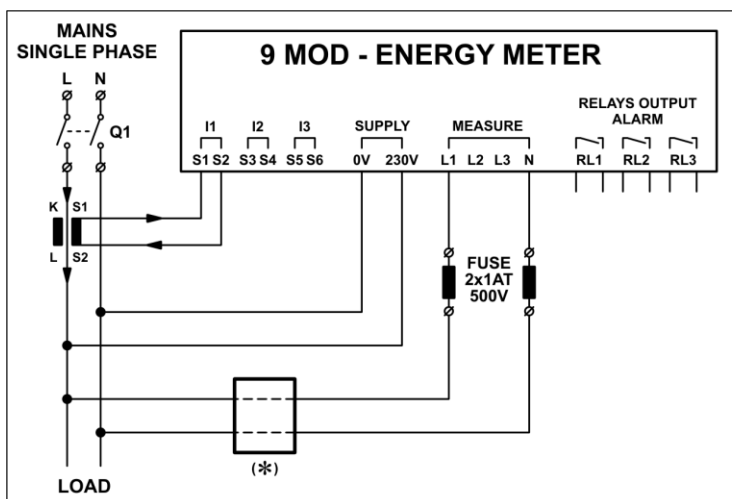 MAINS
SINGLE PHASE
L N
Q1
9 MOD - ENERGY METER
RELAYS OUTPUT
ALARM
I1 I2 I3 SUPPLY MEASURE
S1 S2 S3 S4 S5 S6 0V 230V L1 L2 L3 N RL1 RL2 RL3
K S1
L S2
FUSE
2x1AT
500V
(*)
LOAD